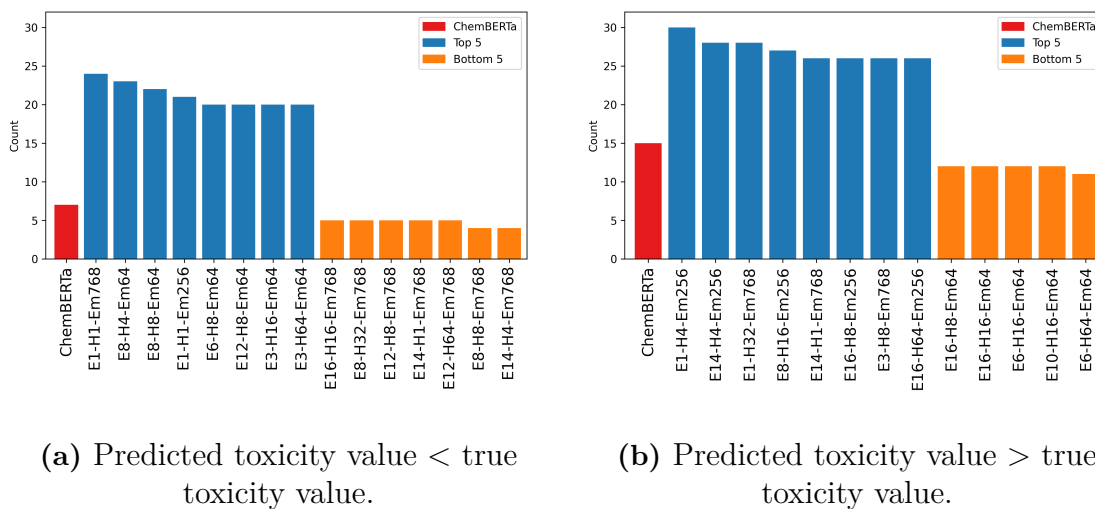 30
25
20
15
10
5
0
Count
ChemBERTa
Top 5
Bottom 5
ChemBERTa
E1-H1-Em768
E8-H4-Em64
E8-H8-Em64
E1-H1-Em256
E6-H8-Em64
E12-H8-Em64
E3-H16-Em64
E3-H64-Em64
E16-H16-Em768
E8-H32-Em768
E12-H8-Em768
E14-H1-Em768
E12-H64-Em768
E8-H8-Em768
E14-H4-Em768
(a) Predicted toxicity value < true
toxicity value.
30
25
20
15
10
5
0
Count
ChemBERTa
Top 5
Bottom 5
ChemBERTa
E1-H4-Em256
E14-H4-Em256
E1-H32-Em768
E8-H16-Em256
E14-H1-Em768
E16-H8-Em256
E3-H8-Em768
E16-H64-Em256
E16-H8-Em64
E16-H16-Em64
E6-H16-Em64
E10-H16-Em64
E6-H64-Em64
(b) Predicted toxicity value > true
toxicity value.